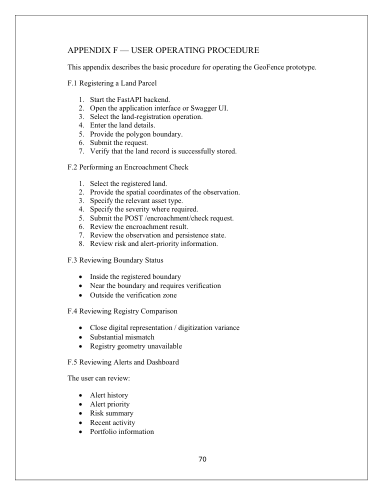 APPENDIX F — USER OPERATING PROCEDURE
This appendix describes the basic procedure for operating the GeoFence prototype.
F.1 Registering a Land Parcel
1. Start the FastAPI backend.
2. Open the application interface or Swagger UI.
3. Select the land-registration operation.
4. Enter the land details.
5. Provide the polygon boundary.
6. Submit the request.
7. Verify that the land record is successfully stored.
F.2 Performing an Encroachment Check
1. Select the registered land.
2. Provide the spatial coordinates of the observation.
3. Specify the relevant asset type.
4. Specify the severity where required.
5. Submit the POST /encroachment/check request.
6. Review the encroachment result.
7. Review the observation and persistence state.
8. Review risk and alert-priority information.
F.3 Reviewing Boundary Status
• Inside the registered boundary
• Near the boundary and requires verification
• Outside the verification zone
F.4 Reviewing Registry Comparison
• Close digital representation / digitization variance
• Substantial mismatch
• Registry geometry unavailable
F.5 Reviewing Alerts and Dashboard
The user can review:
• Alert history
• Alert priority
• Risk summary
• Recent activity
• Portfolio information
70